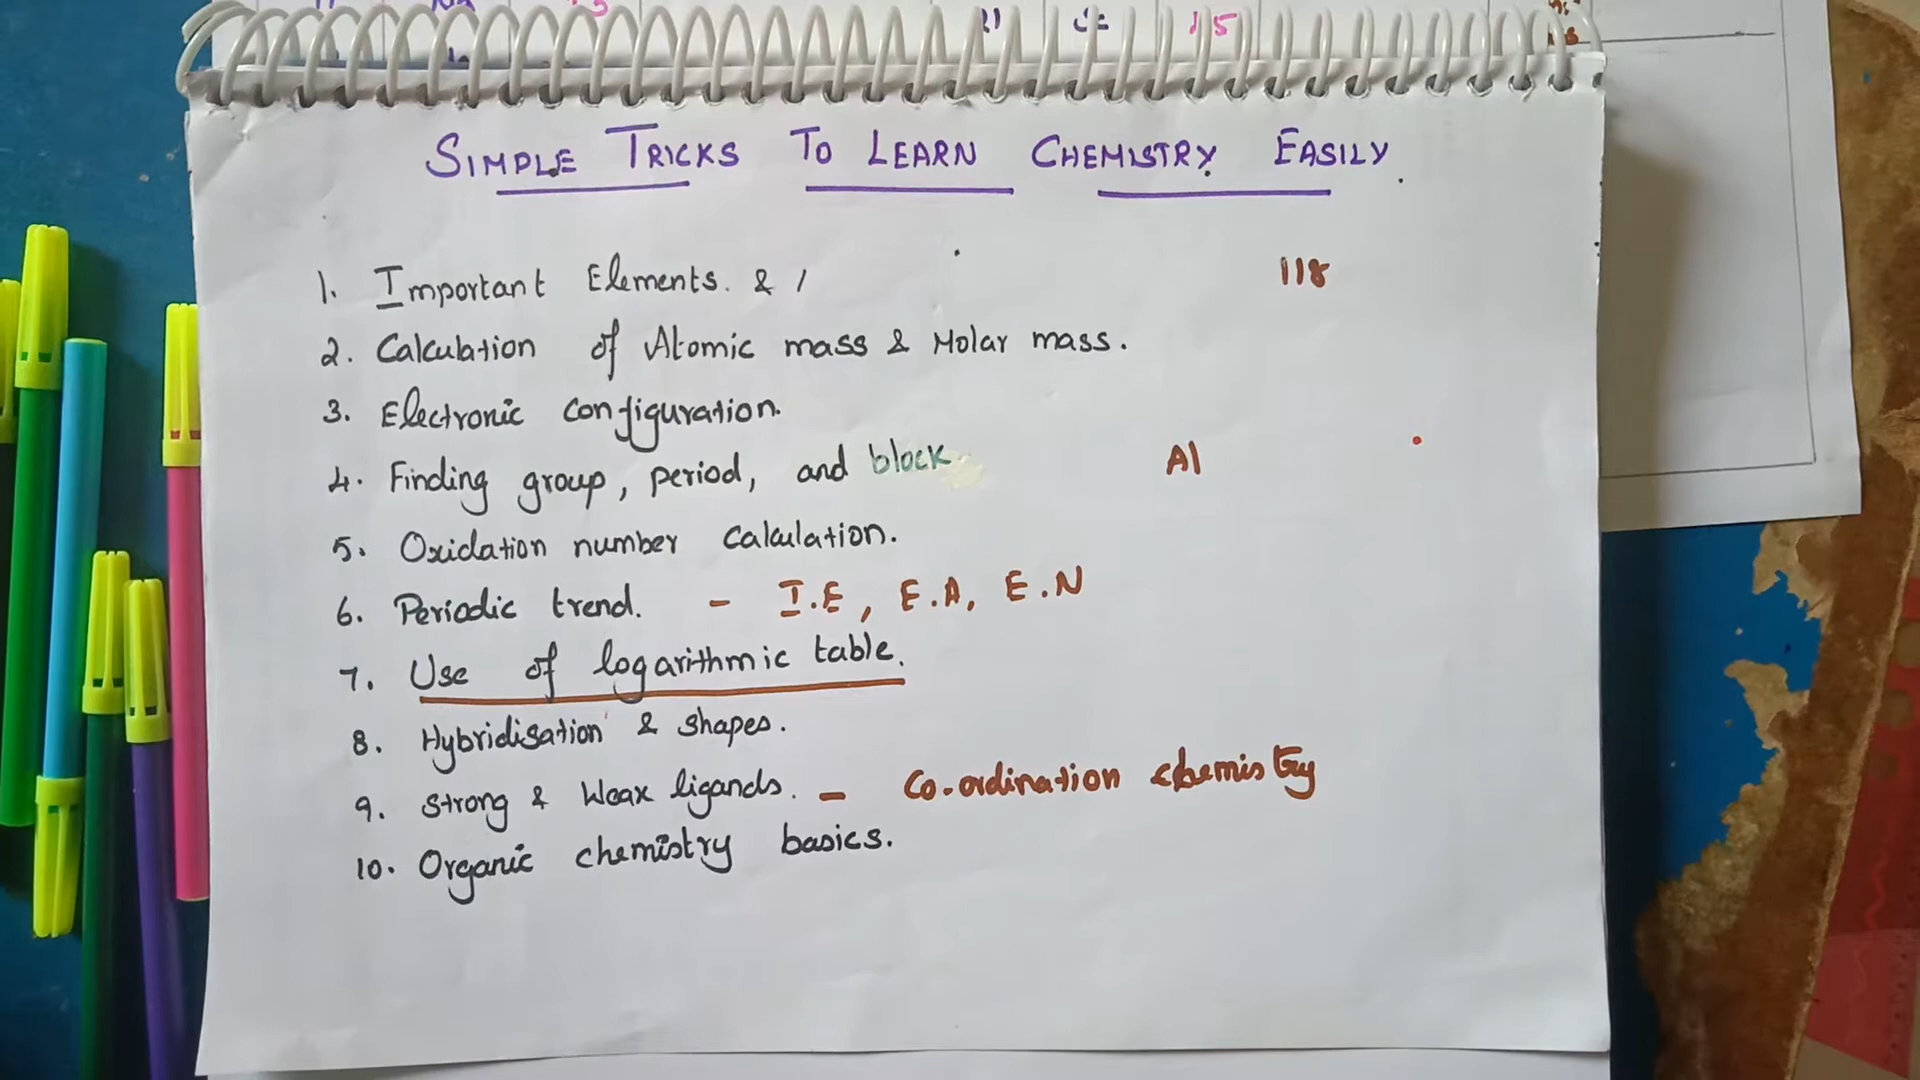 15
SIMPLE TRICKS TO LEARN CHEMISTRY EASILY.
1. Important Elements. & / 118
2. Calculation of Atomic mass & Molar mass.
3. Electronic configuration.
4. Finding group, period, and block Al
5. Oxidation number calculation.
6. Periodic trend. - I.E, E.A, E.N
7. Use of logarithmic table.
8. Hybridisation & shapes.
9. Strong & Weak ligands. - Co-ordination chemistry
10. Organic chemistry basics.